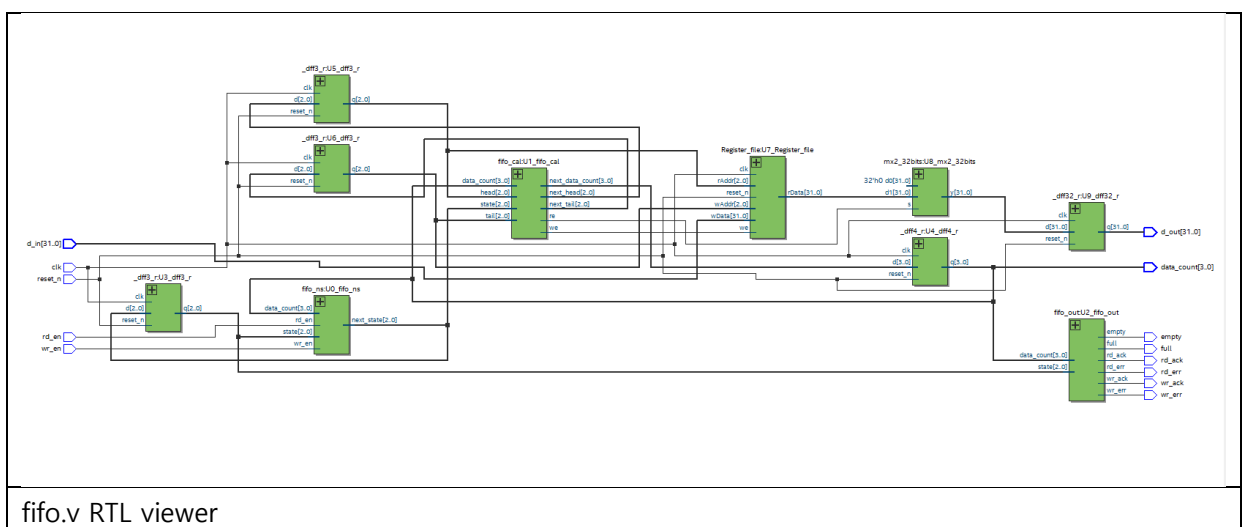 _dff3_r:U5_dff3_r
clk
d[2..0]
reset_n
q[2..0]
_dff3_r:U6_dff3_r
clk
d[2..0]
reset_n
q[2..0]
fifo_cal:U1_fifo_cal
data_count[3..0]
head[2..0]
state[2..0]
tail[2..0]
next_data_count[3..0]
next_head[2..0]
next_tail[2..0]
re
we
Register_file:U7_Register_file
clk
rAddr[2..0]
reset_n
wAddr[2..0]
wData[31..0]
we
rData[31..0]
mx2_32bits:U8_mx2_32bits
32'h0 d0[31..0]
d1[31..0]
s
y[31..0]
_dff32_r:U9_dff32_r
clk
d[31..0]
reset_n
q[31..0]
d_out[31..0]
_dff4_r:U4_dff4_r
clk
d[3..0]
reset_n
q[3..0]
data_count[3..0]
d_in[31..0]
clk
reset_n
rd_en
wr_en
_dff3_r:U3_dff3_r
clk
d[2..0]
reset_n
q[2..0]
fifo_ns:U0_fifo_ns
data_count[3..0]
rd_en
state[2..0]
wr_en
next_state[2..0]
fifo_out:U2_fifo_out
data_count[3..0]
state[2..0]
empty
full
rd_ack
rd_err
wr_ack
wr_err
empty
full
rd_ack
rd_err
wr_ack
wr_err
fifo.v RTL viewer